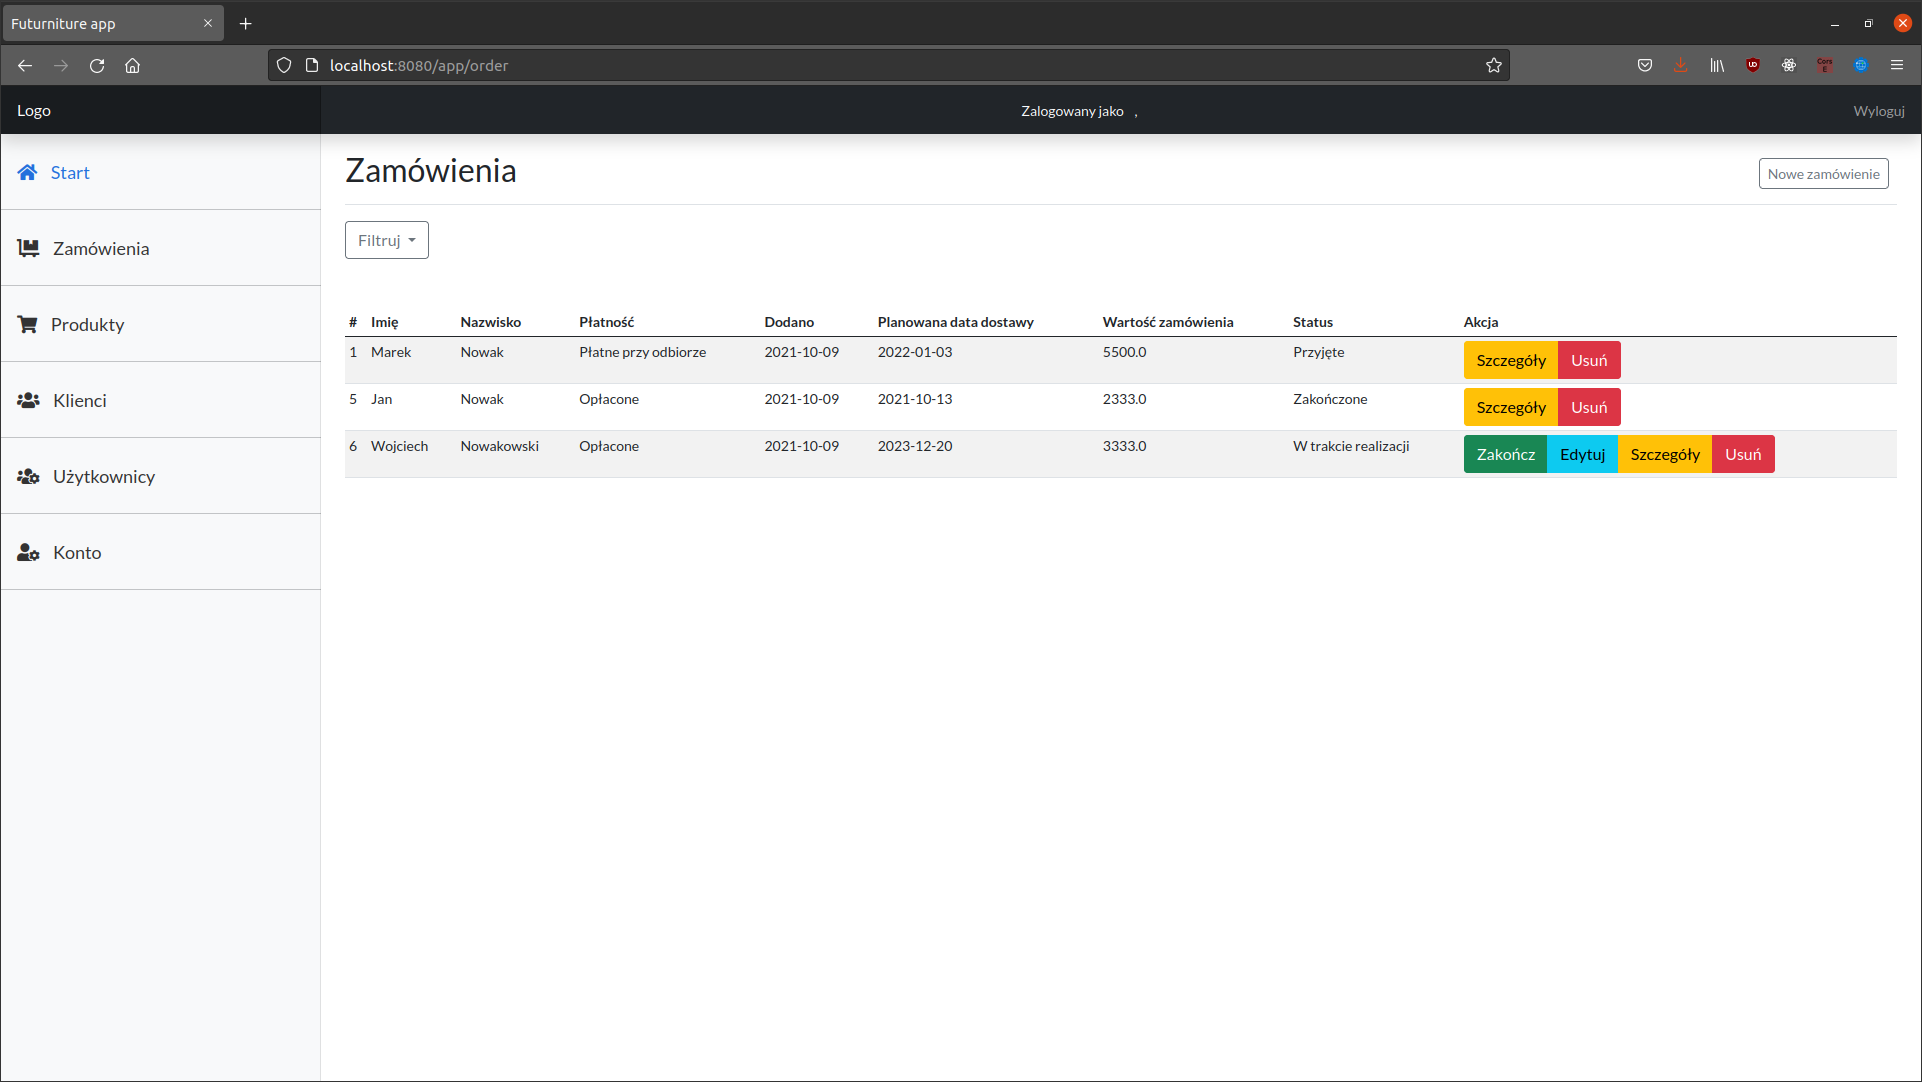 Futurniture app
localhost:8080/app/order
Logo
Zalogowany jako ,
Wyloguj
Start
Zamówienia
Produkty
Klienci
Użytkownicy
Konto
Zamówienia
Nowe zamówienie
Filtruj
# Imię Nazwisko Płatność Dodano Planowana data dostawy Wartość zamówienia Status Akcja
1 Marek Nowak Płatne przy odbiorze 2021-10-09 2022-01-03 5500.0 Przyjęte Szczegóły Usuń
5 Jan Nowak Opłacone 2021-10-09 2021-10-13 2333.0 Zakończone Szczegóły Usuń
6 Wojciech Nowakowski Opłacone 2021-10-09 2023-12-20 3333.0 W trakcie realizacji Zakończ Edytuj Szczegóły Usuń